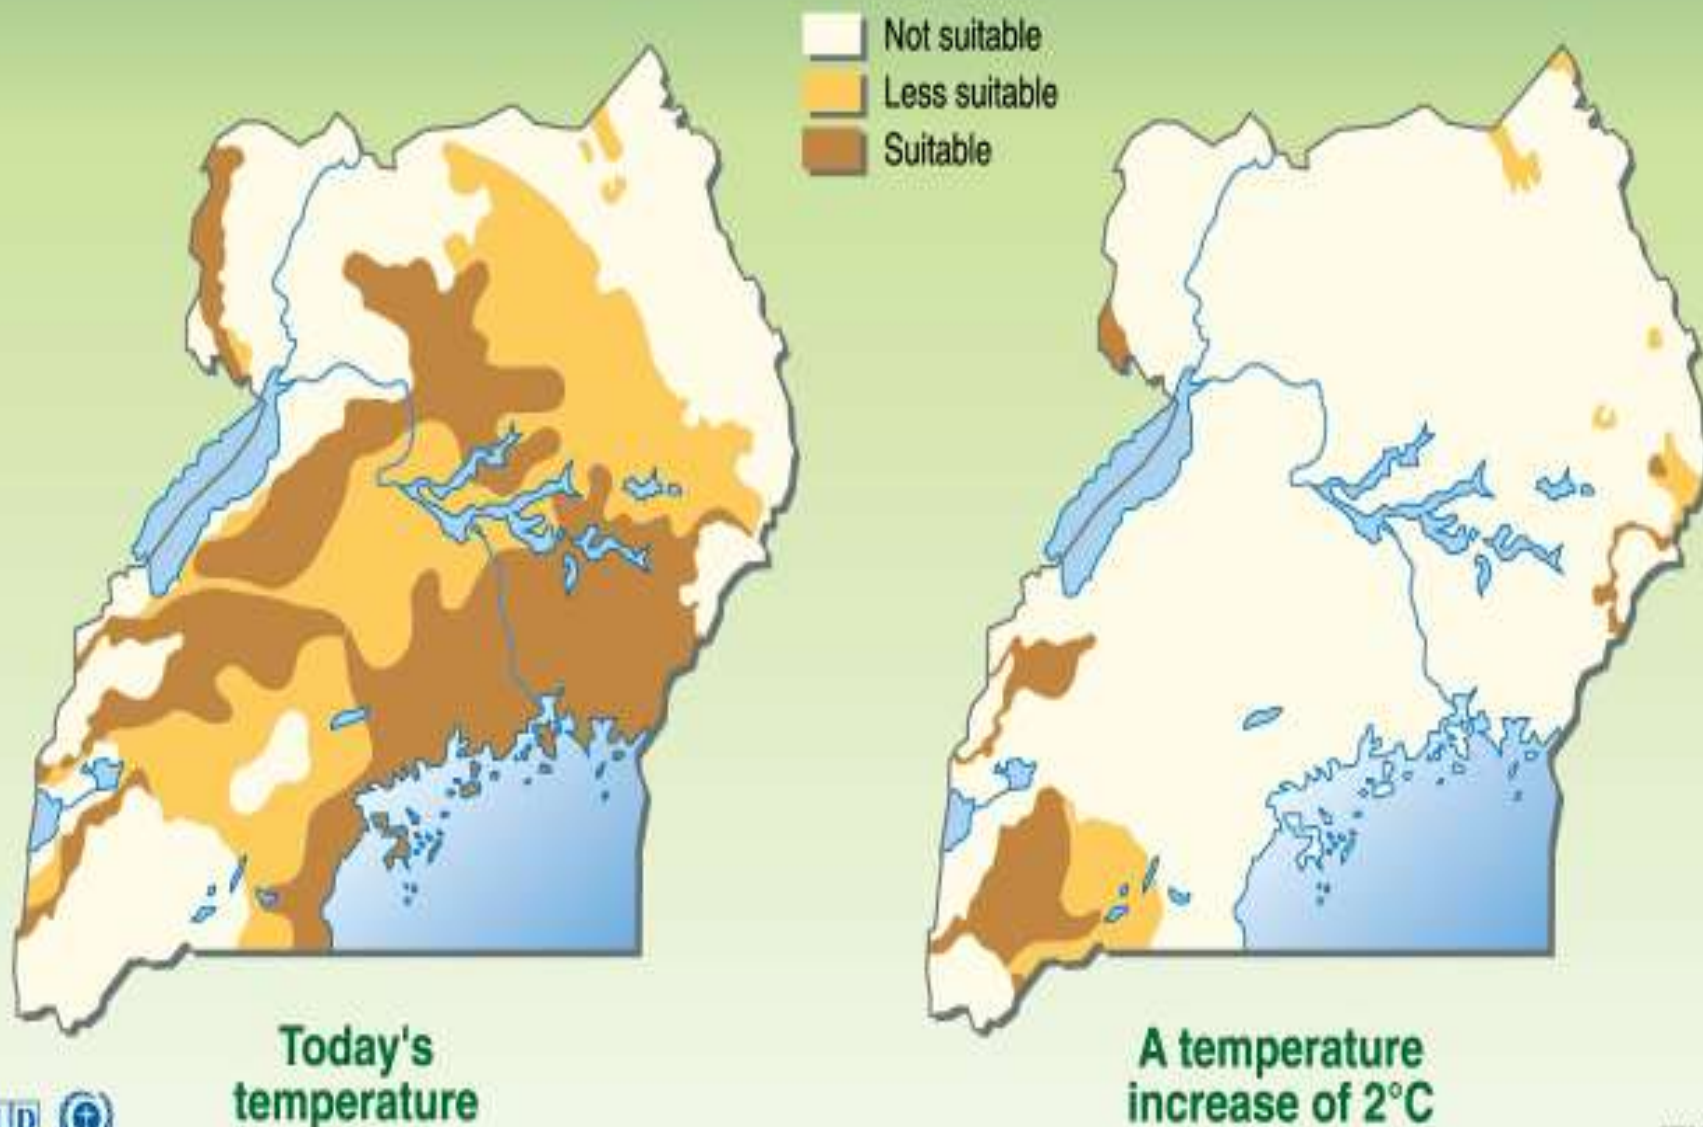 Not suitable
Less suitable
Suitable
Today's
temperature
A temperature
increase of 2°C